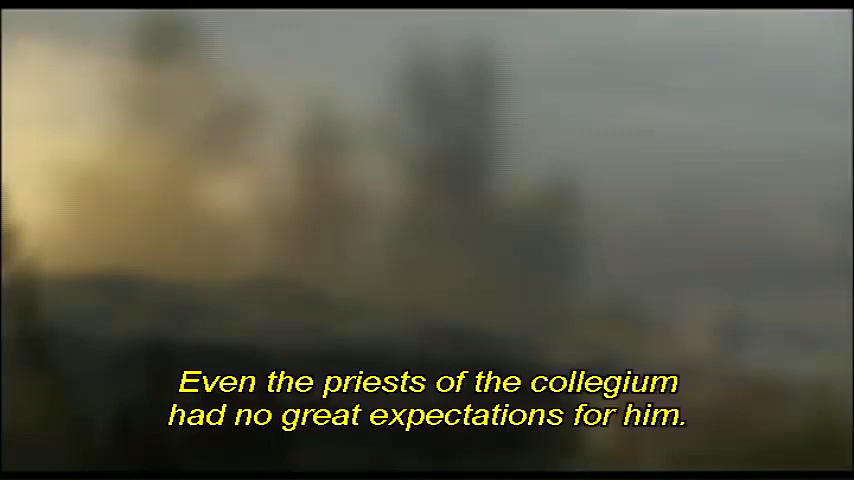 Even the priests of the collegium
had no great expectations for him.